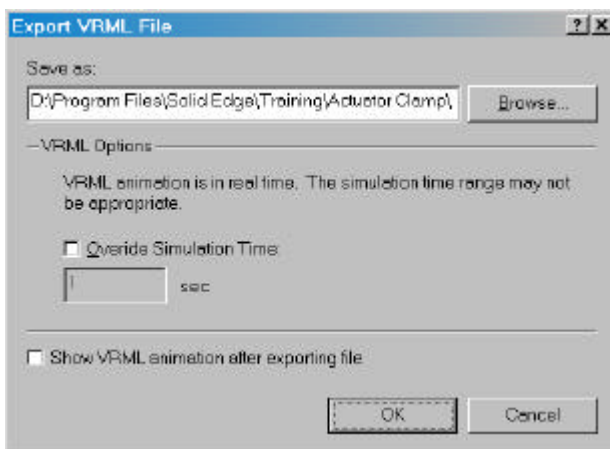 Export VRML File
Save as:
D:\Program Files\Solid Edge\Training\Actuator Clamp\
Browse...
VRML Options
VRML animation is in real time. The simulation time range may not
be appropriate.
Overide Simulation Time:
1 sec
Show VRML animation after exporting file
OK Cancel